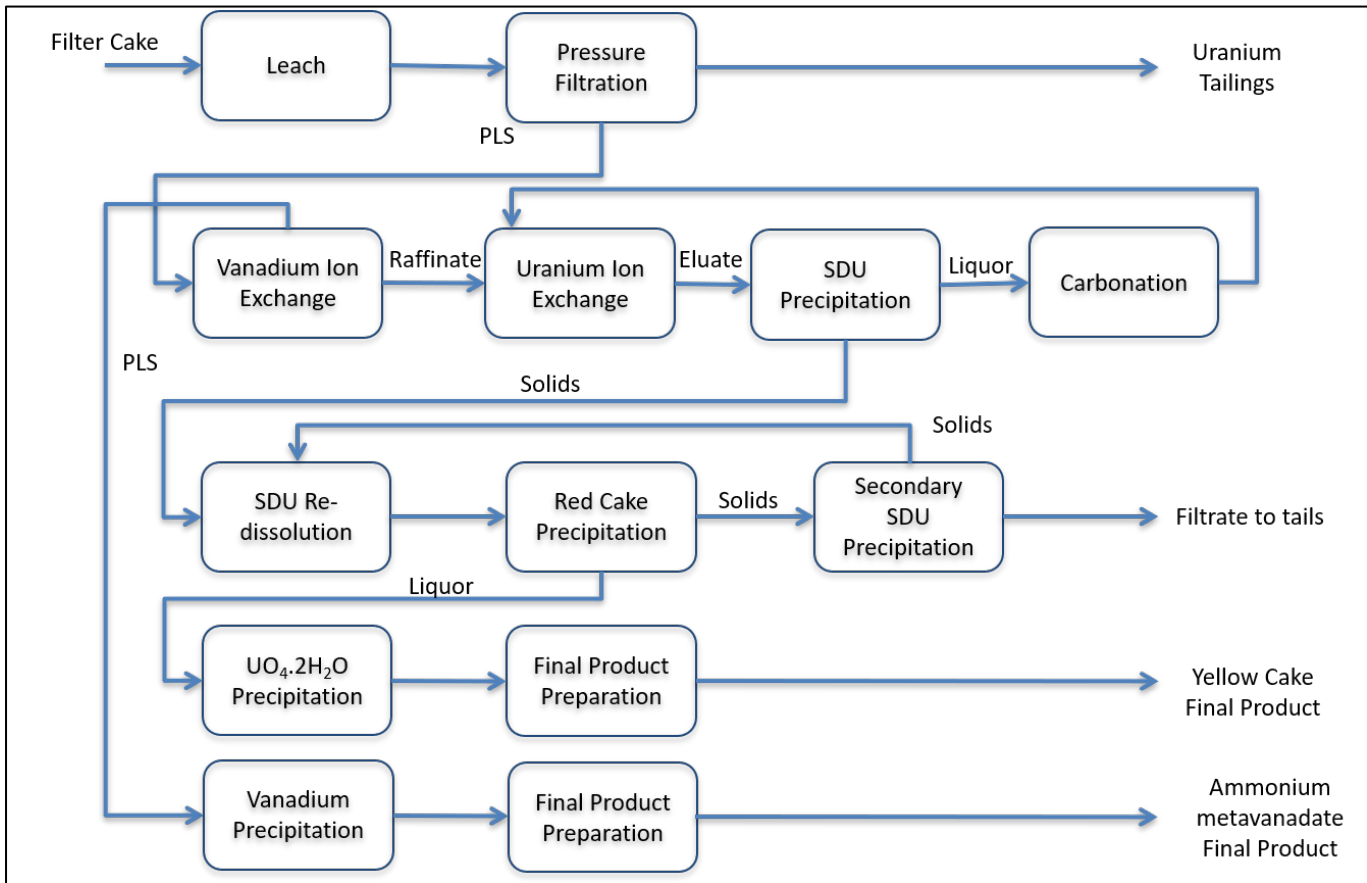 Filter Cake
Leach
Pressure
Filtration
Uranium
Tailings
PLS
Vanadium Ion
Exchange
Raffinate
Uranium Ion
Exchange
Eluate
SDU
Precipitation
Liquor
Carbonation
PLS
Solids
Solids
SDU Re-
dissolution
Red Cake
Precipitation
Solids
Secondary
SDU
Precipitation
Filtrate to tails
Liquor
UO₄.2H₂O
Precipitation
Final Product
Preparation
Yellow Cake
Final Product
Vanadium
Precipitation
Final Product
Preparation
Ammonium
metavanadate
Final Product